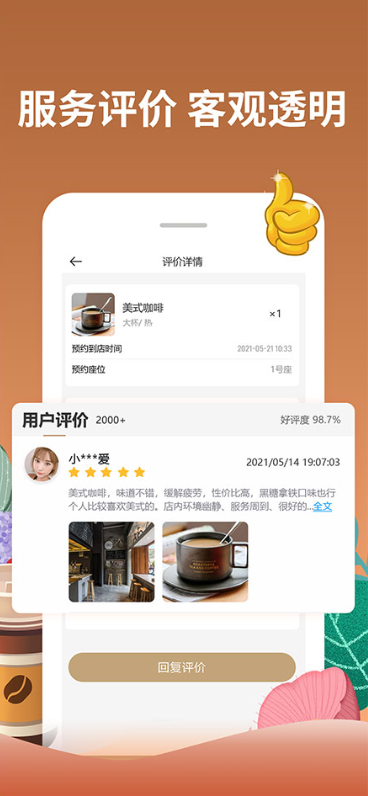 服务评价 客观透明
评价详情
美式咖啡
×1
大杯/ 热
预约到店时间 2021-05-21 10:33
预约座位 1号座
用户评价 2000+ 好评度 98.7%
小***爱
2021/05/14 19:07:03
美式咖啡，味道不错，缓解疲劳，性价比高，黑糖拿铁口味也行
个人比较喜欢美式的。店内环境幽静、服务周到、很好的...全文
回复评价